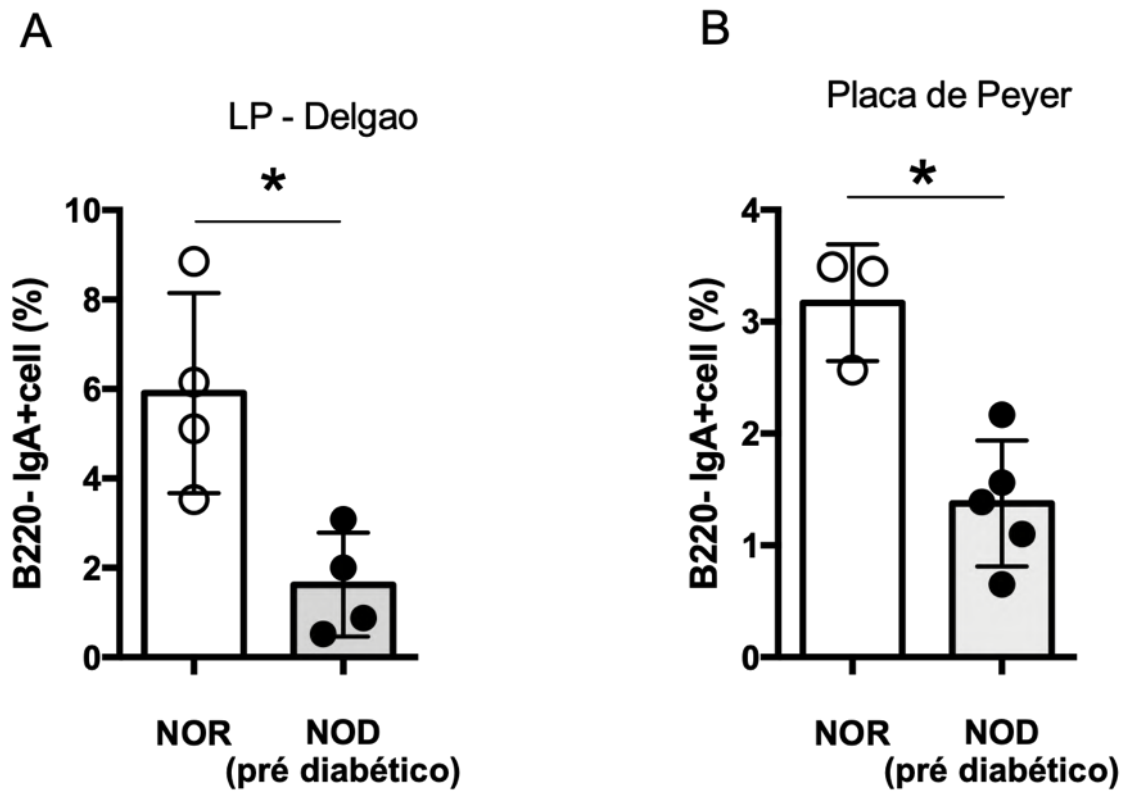 A
LP - Delgao
*
10
8
6
4
2
0
B220- IgA+cell (%)
NOR
NOD
(pré diabético)
B
Placa de Peyer
*
4
3
2
1
0
B220- IgA+cell (%)
NOR
NOD
(pré diabético)